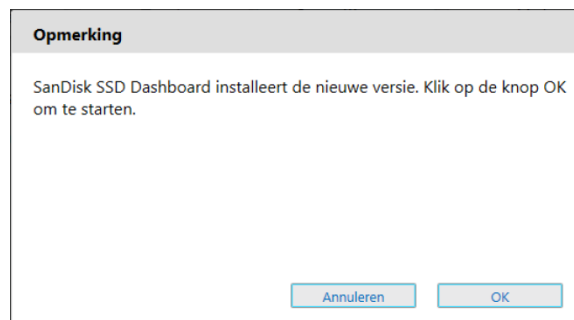 Opmerking
SanDisk SSD Dashboard installeert de nieuwe versie. Klik op de knop OK
om te starten.
Annuleren
OK